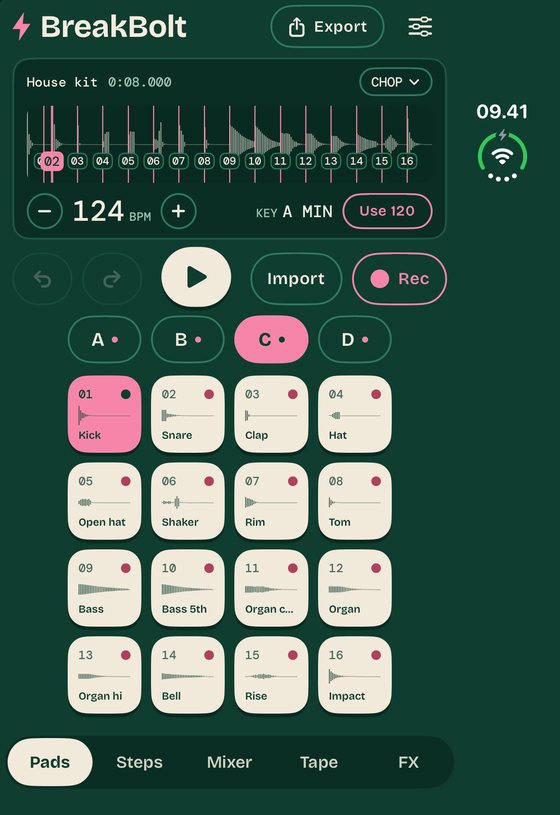 BreakBolt
Export
House kit 0:08.000
CHOP
09.41
02 03 04 05 06 07 08 09 10 11 12 13 14 15 16
− 124 BPM +
KEY A MIN
Use 120
Import
Rec
A B C D
01 02 03 04
Kick Snare Clap Hat
05 06 07 08
Open hat Shaker Rim Tom
09 10 11 12
Bass Bass 5th Organ c... Organ
13 14 15 16
Organ hi Bell Rise Impact
Pads Steps Mixer Tape FX